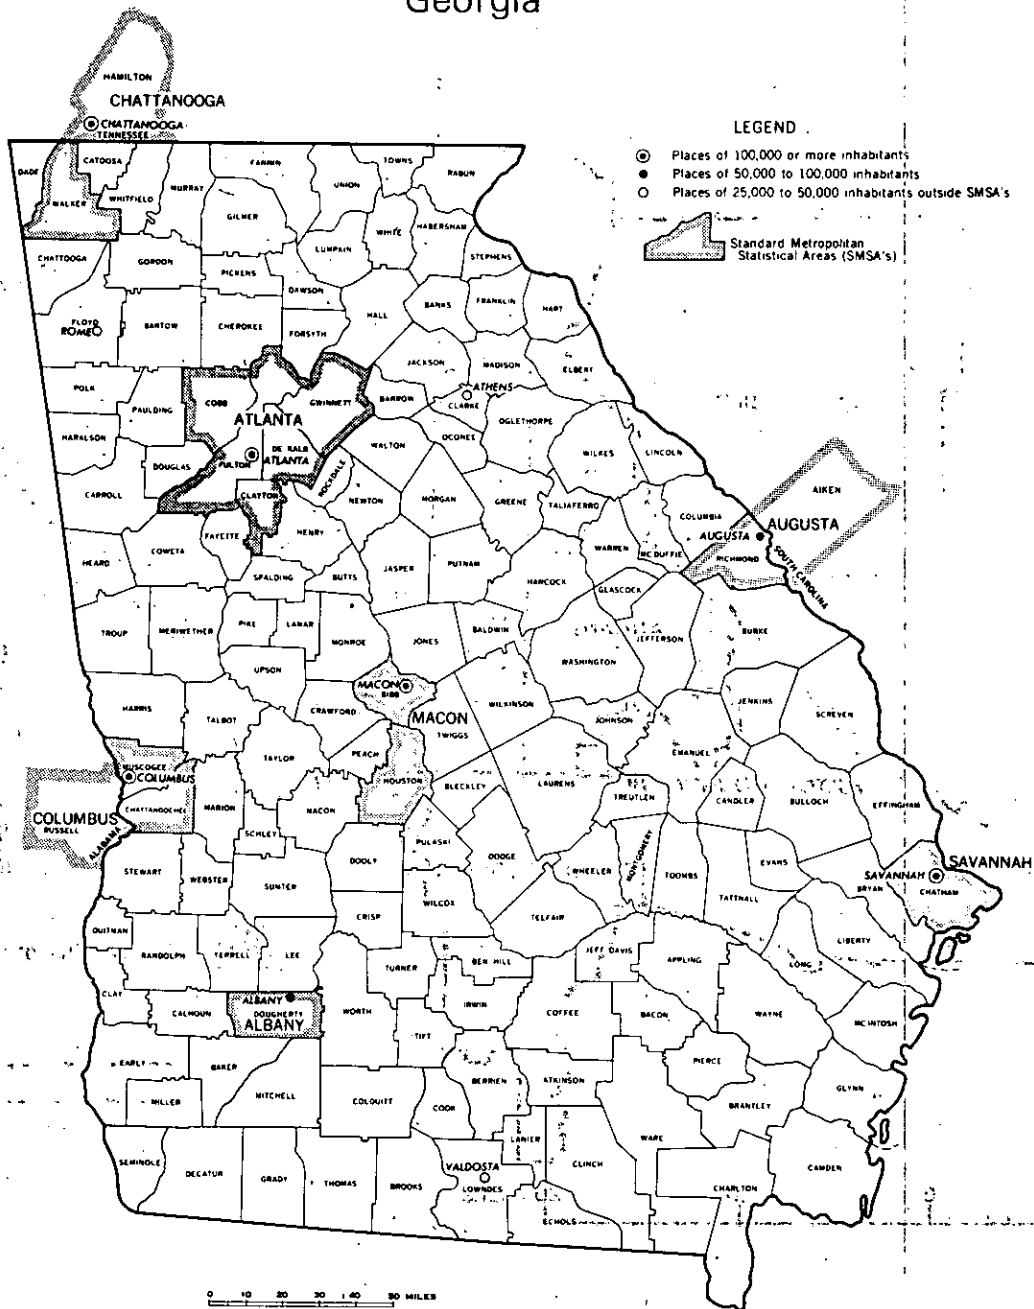 Georgia
HAMILTON
CHATTANOOGA
CHATTANOOGA
TENNESSEE
LEGEND
Places of 100,000 or more inhabitants
Places of 50,000 to 100,000 inhabitants
Places of 25,000 to 50,000 inhabitants outside SMSA's
Standard Metropolitan
Statistical Areas (SMSA's)
DADE
CATOOSA
FANNIN
TOWNS
RABUN
WALKER
WHITFIELD
MURRAY
UNION
GILMER
WHITE
HABERSHAM
CHATTOOGA
GORDON
LUMPKIN
STEPHENS
PICKENS
DAWSON
BANKS
FRANKLIN
HART
FLOYD
ROME
BARTOW
CHEROKEE
FORSYTH
HALL
JACKSON
MADISON
ELBERT
POLK
PAULDING
COBB
GWINNETT
BARROW
ATHENS
CLARKE
ATLANTA
OGLETHORPE
HARALSON
OCONEE
WALTON
DOUGLAS
FULTON
DE KALB
ATLANTA
ROCKDALE
WILKES
LINCOLN
CARROLL
CLAYTON
NEWTON
MORGAN
GREENE
TALIAFERRO
AIKEN
COLUMBIA
AUGUSTA
AUGUSTA
RICHMOND
SOUTH CAROLINA
HEARD
COWETA
FAYETTE
HENRY
WARREN
MC DUFFIE
SPALDING
BUTTS
JASPER
PUTNAM
HANCOCK
GLASCOCK
TROUP
MERIWETHER
PIKE
LAMAR
MONROE
JONES
BALDWIN
JEFFERSON
BURKE
UPSON
WASHINGTON
HARRIS
TALBOT
CRAWFORD
MACON
BIBB
MACON
TWIGGS
WILKINSON
JOHNSON
JENKINS
SCREVEN
MUSCOGEE
COLUMBUS
TAYLOR
PEACH
HOUSTON
BLECKLEY
LAURENS
EMANUEL
COLUMBUS
RUSSELL
ALABAMA
CHATTAHOOCHEE
MARION
MACON
SCHLEY
TREUTLEN
CANDLER
BULLOCH
EFFINGHAM
STEWART
WEBSTER
SUMTER
DOOLY
PULASKI
DODGE
WHEELER
MONTGOMERY
TOOMBS
EVANS
TATTNALL
SAVANNAH
SAVANNAH
BRYAN
CHATHAM
CRISP
WILCOX
TELFAIR
QUITMAN
RANDOLPH
TERRELL
LEE
TURNER
BEN HILL
JEFF DAVIS
APPLING
LONG
LIBERTY
CLAY
CALHOUN
ALBANY
DOUGHERTY
ALBANY
WORTH
IRWIN
COFFEE
BACON
WAYNE
MC INTOSH
TIFT
EARLY
BAKER
MITCHELL
BERRIEN
ATKINSON
PIERCE
GLYNN
MILLER
COLQUITT
COOK
BRANTLEY
LANIER
WARE
SEMINOLE
DECATUR
GRADY
THOMAS
BROOKS
VALDOSTA
LOWNDES
CLINCH
CHARLTON
CAMDEN
ECHOLS
0 10 20 30 40 50 MILES